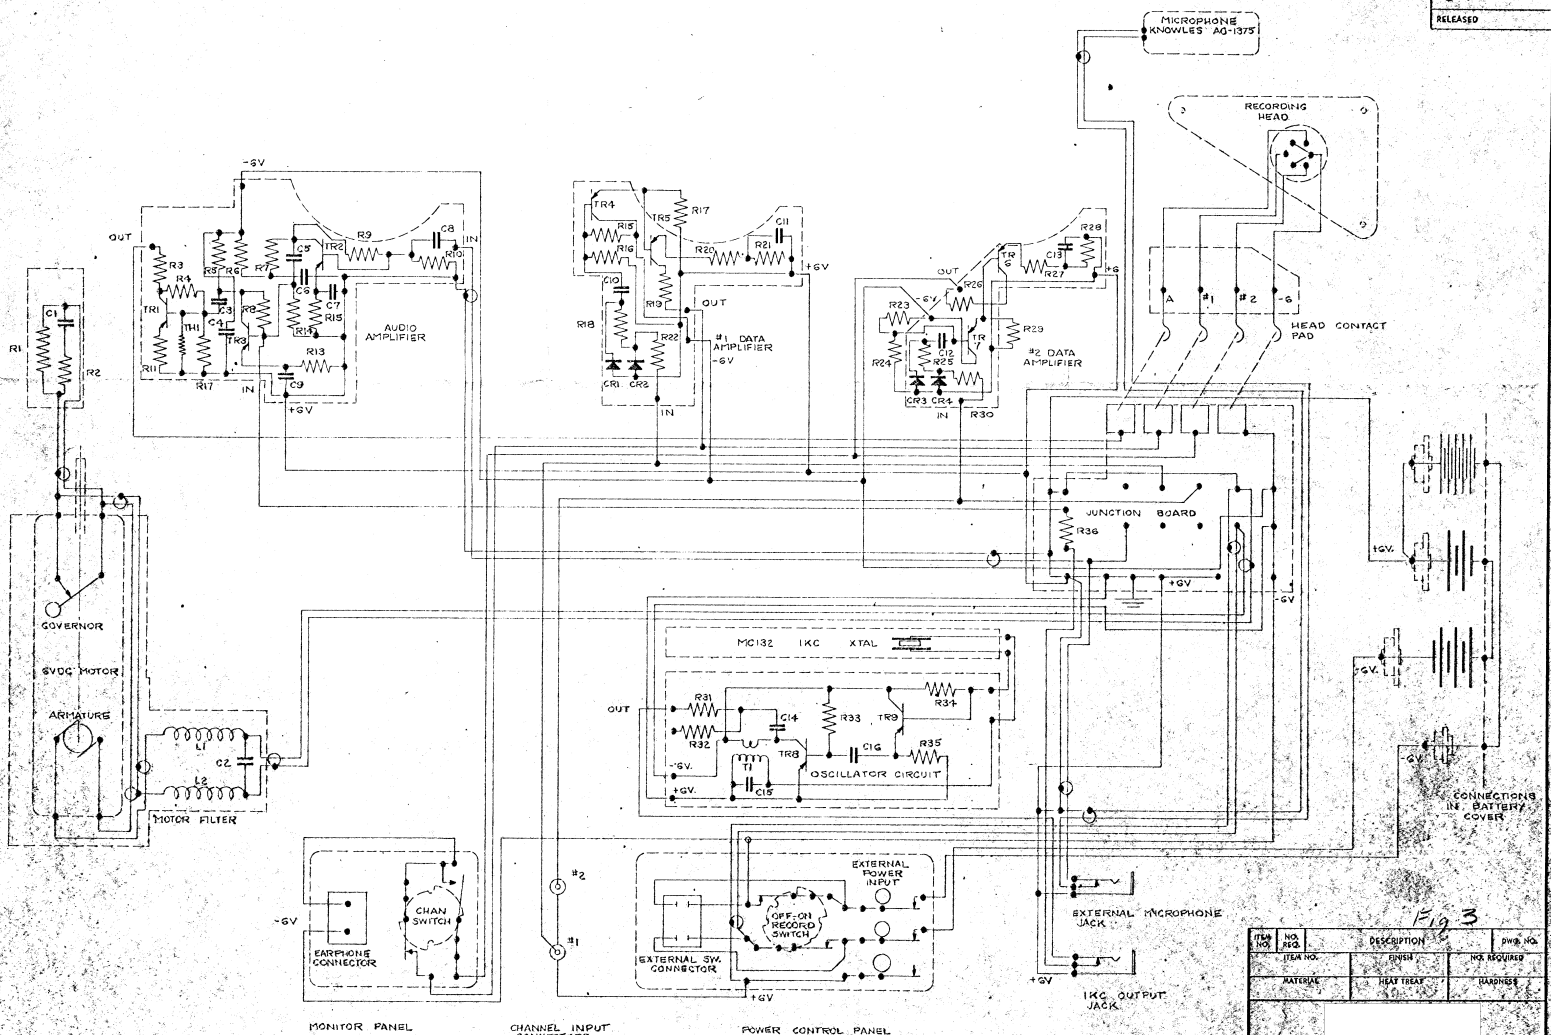 RELEASED
MICROPHONE
KNOWLES AG-1375
RECORDING
HEAD
-6V
OUT
R3
R4
R5
R6
R7
C5
TR2
R9
C8
IN
R10
C6
C7
TR1
TH1
C3
C4
R8
TR3
R14
R15
R11
R17
R13
C9
IN
+6V
AUDIO
AMPLIFIER
C1
R1
R2
TR4
TR5
R17
R15
R16
R20
R21
C11
+6V
C10
R19
OUT
R18
R22
CR1
CR2
#1 DATA
AMPLIFIER
-6V
IN
TR
6
C13
R28
R27
+6
OUT
R26
-6V
R23
R29
TR
7
C12
R24
R25
#2 DATA
AMPLIFIER
CR3
CR4
IN
R30
A
#1
#2
-6
HEAD CONTACT
PAD
JUNCTION BOARD
R36
+6V
-6V
+6V.
-6V.
-6V.
CONNECTIONS
IN BATTERY
COVER
GOVERNOR
6VDC MOTOR
ARMATURE
L1
L2
C2
MOTOR FILTER
MC132 1KC XTAL
OUT
R31
R32
C14
R33
TR9
R34
TR8
C16
R35
T1
C15
-6V.
+6V.
OSCILLATOR CIRCUIT
-6V
CHAN
SWITCH
EARPHONE
CONNECTOR
MONITOR PANEL
#2
#1
CHANNEL INPUT
EXTERNAL
POWER
INPUT
OFF-ON
RECORD
SWITCH
EXTERNAL SW.
CONNECTOR
+6V
POWER CONTROL PANEL
EXTERNAL MICROPHONE
JACK
+6V
1KC OUTPUT
JACK
Fig 3
ITEM NO.
NO. REQ.
DESCRIPTION
DWG. NO.
ITEM NO.
FINISH
NO. REQUIRED
MATERIAL
HEAT TREAT
HARDNESS